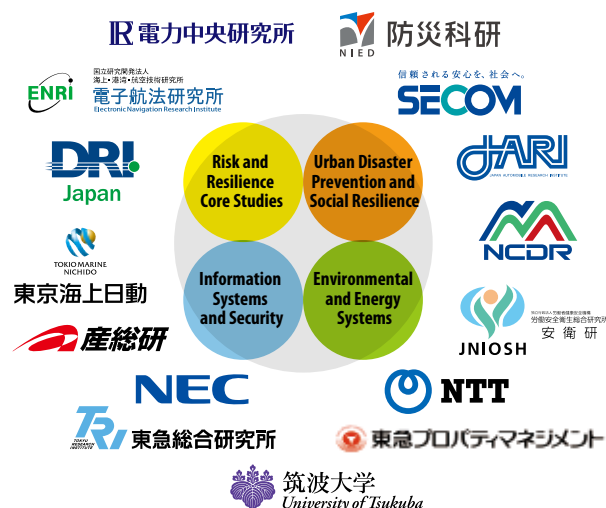 電力中央研究所
NIED
防災科研
ENRi
国立研究開発法人
海上・港湾・航空技術研究所
電子航法研究所
Electronic Navigation Research Institute
信頼される安心を、社会へ。
SECOM
DRI
Japan
Risk and
Resilience
Core Studies
Urban Disaster
Prevention and
Social Resilience
JARI
JAPAN AUTOMOBILE RESEARCH INSTITUTE
TOKIO MARINE
NICHIDO
東京海上日動
NCDR
Information
Systems
and Security
Environmental
and Energy
Systems
産総研
JNIOSH
労働安全衛生総合研究所
安衛研
NEC
NTT
TRI
TOKYU
RESEARCH
INSTITUTE
東急総合研究所
東急プロパティマネジメント
筑波大学
University of Tsukuba